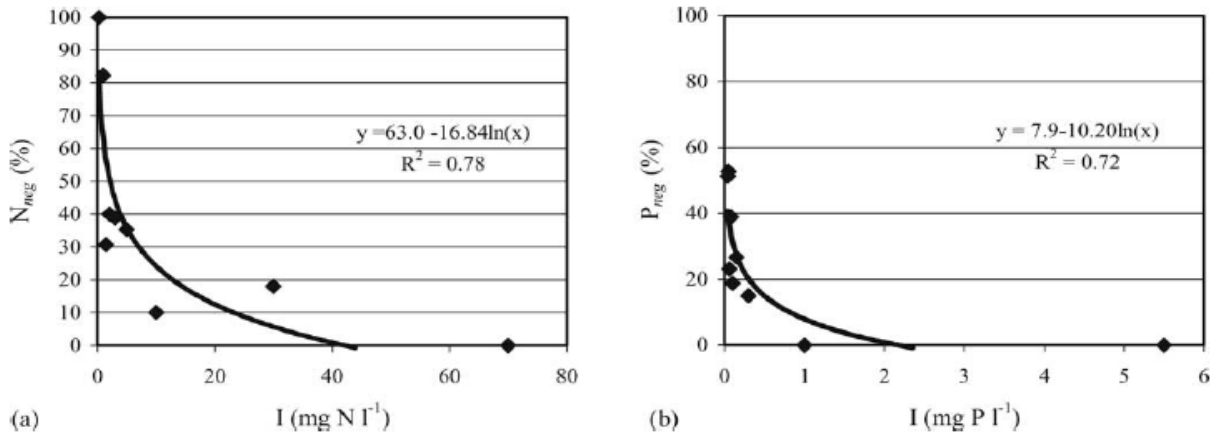 100
90
80
70
60
50
40
30
20
10
0
N_neg (%)
y =63.0 -16.84ln(x)
R² = 0.78
0 20 40 60 80
(a) I (mg N l⁻¹)
100
80
60
40
20
0
P_neg (%)
y = 7.9-10.20ln(x)
R² = 0.72
0 1 2 3 4 5 6
(b) I (mg P l⁻¹)